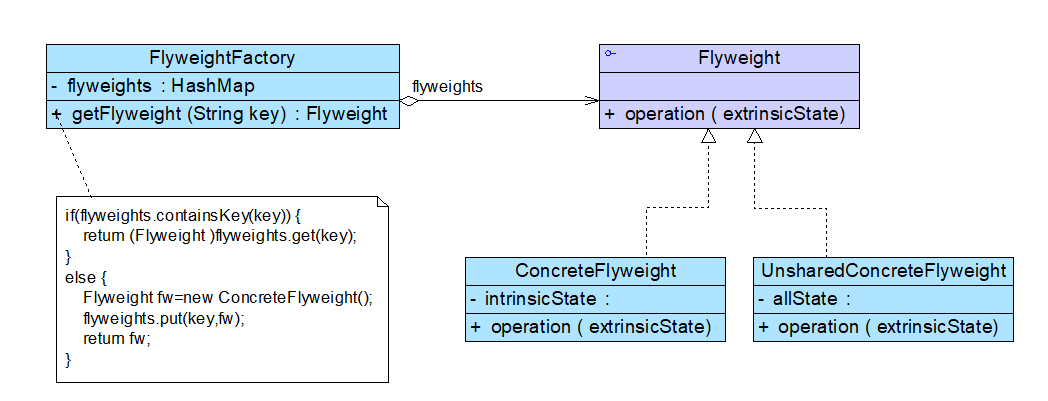 FlyweightFactory
- flyweights : HashMap
+ getFlyweight (String key) : Flyweight
flyweights
Flyweight
+ operation ( extrinsicState)
if(flyweights.containsKey(key)) {
return (Flyweight )flyweights.get(key);
}
else {
Flyweight fw=new ConcreteFlyweight();
flyweights.put(key,fw);
return fw;
}
ConcreteFlyweight
- intrinsicState :
+ operation ( extrinsicState)
UnsharedConcreteFlyweight
- allState :
+ operation ( extrinsicState)